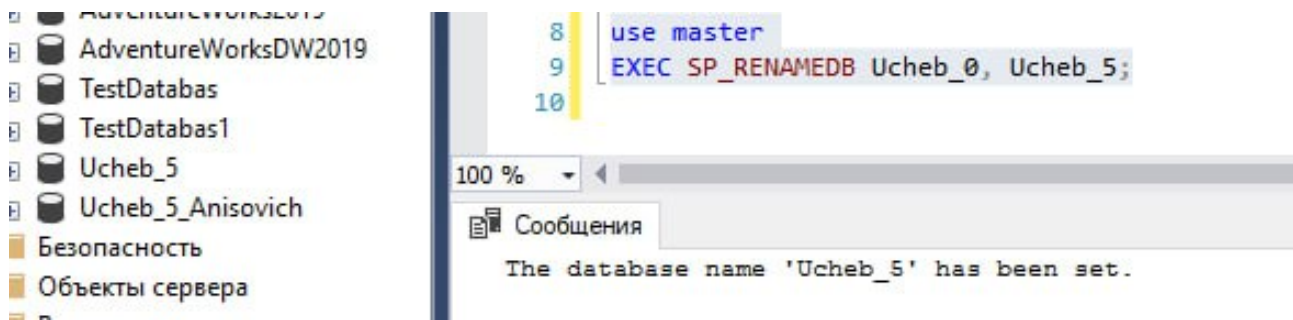 AdventureWorks2019
AdventureWorksDW2019
TestDatabas
TestDatabas1
Ucheb_5
Ucheb_5_Anisovich
Безопасность
Объекты сервера
8 use master
9 EXEC SP_RENAMEDB Ucheb_0, Ucheb_5;
10
100 %
Сообщения
The database name 'Ucheb_5' has been set.